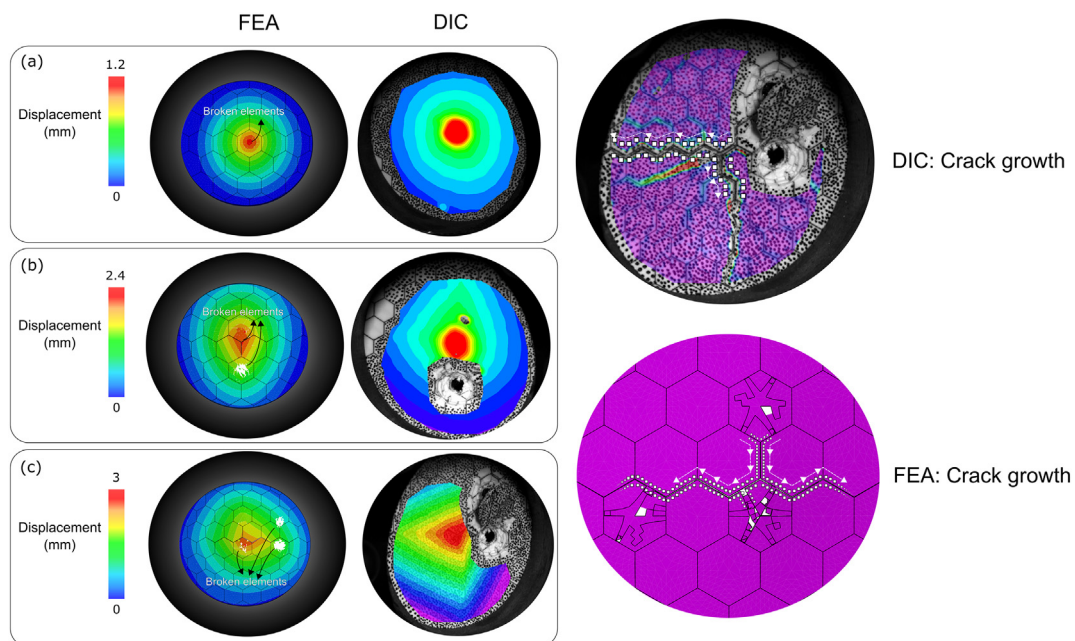 FEA
DIC
(a)
1.2
Displacement
(mm)
0
Broken elements
(b)
2.4
Displacement
(mm)
0
Broken elements
(c)
3
Displacement
(mm)
0
Broken elements
DIC: Crack growth
FEA: Crack growth